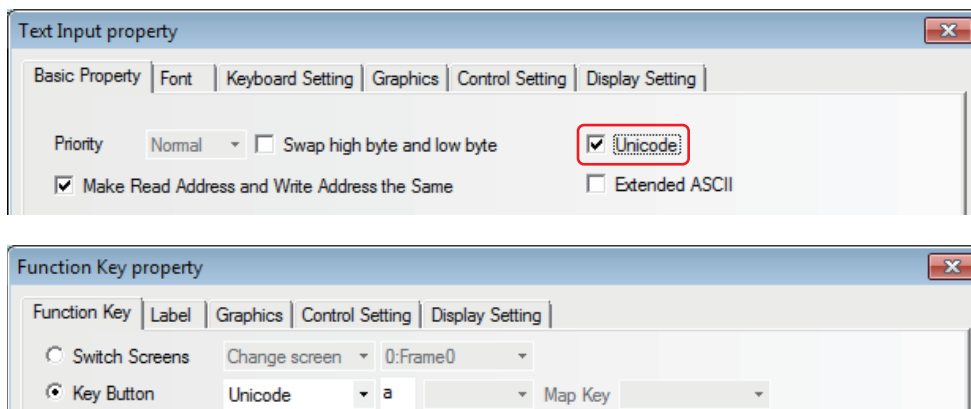 Text Input property
Basic Property Font Keyboard Setting Graphics Control Setting Display Setting
Priority Normal Swap high byte and low byte Unicode
Make Read Address and Write Address the Same Extended ASCII
Function Key property
Function Key Label Graphics Control Setting Display Setting
Switch Screens Change screen 0:Frame0
Key Button Unicode a Map Key